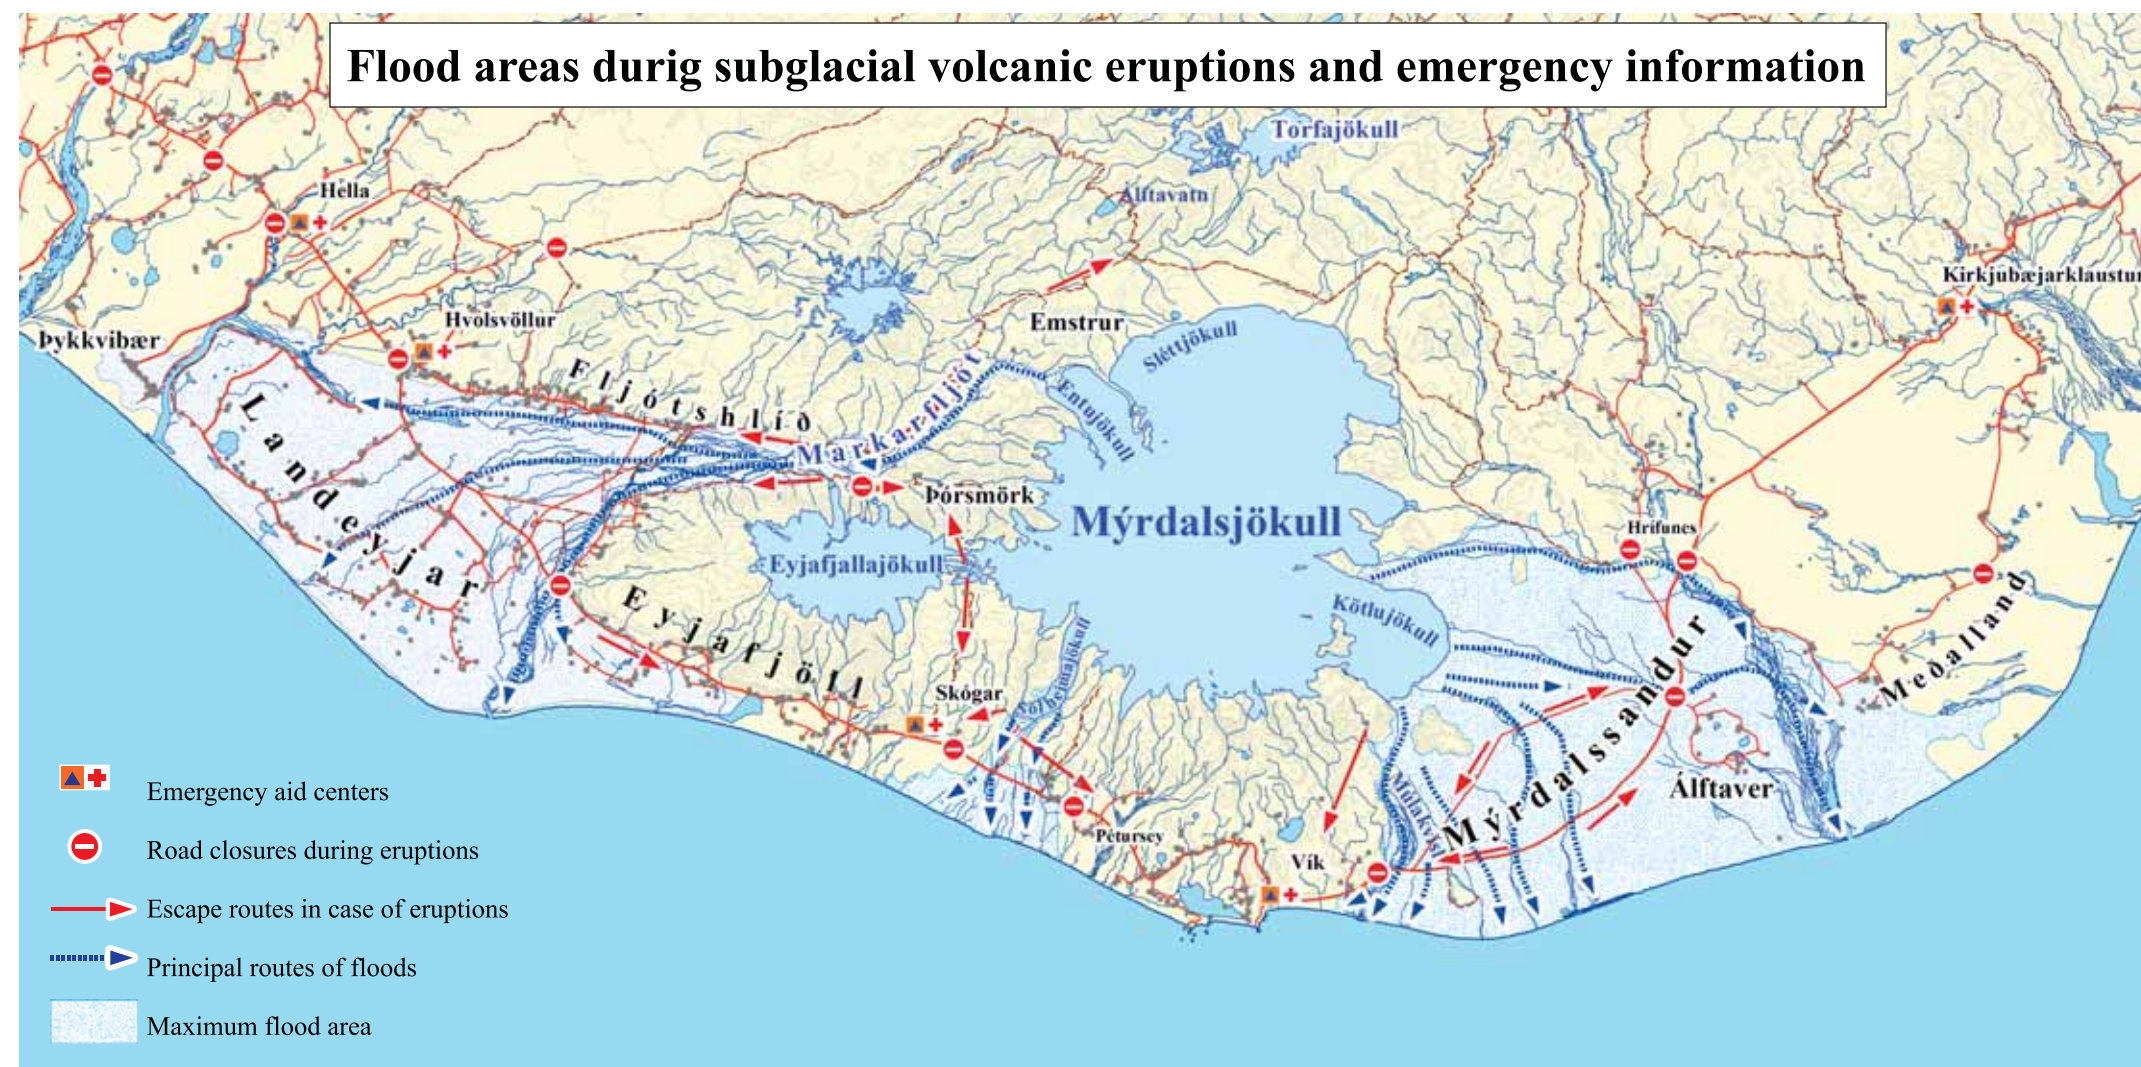 Flood areas durig subglacial volcanic eruptions and emergency information
Torfajökull
Hella
Álftavatn
Kirkjubæjarklaustur
Hvolsvöllur
Emstrur
Sléttjökull
Þykkvibær
Fljótshlíð
Markarfljót
Entujökull
Landeyjar
Þórsmörk
Mýrdalsjökull
Hrífunes
Eyjafjallajökull
Eyjafjöll
Kötlujökull
Meðalland
Sólheimajökull
Skógar
Mýrdalssandur
Álftaver
Múlakvísl
Pétursey
Vík
Emergency aid centers
Road closures during eruptions
Escape routes in case of eruptions
Principal routes of floods
Maximum flood area